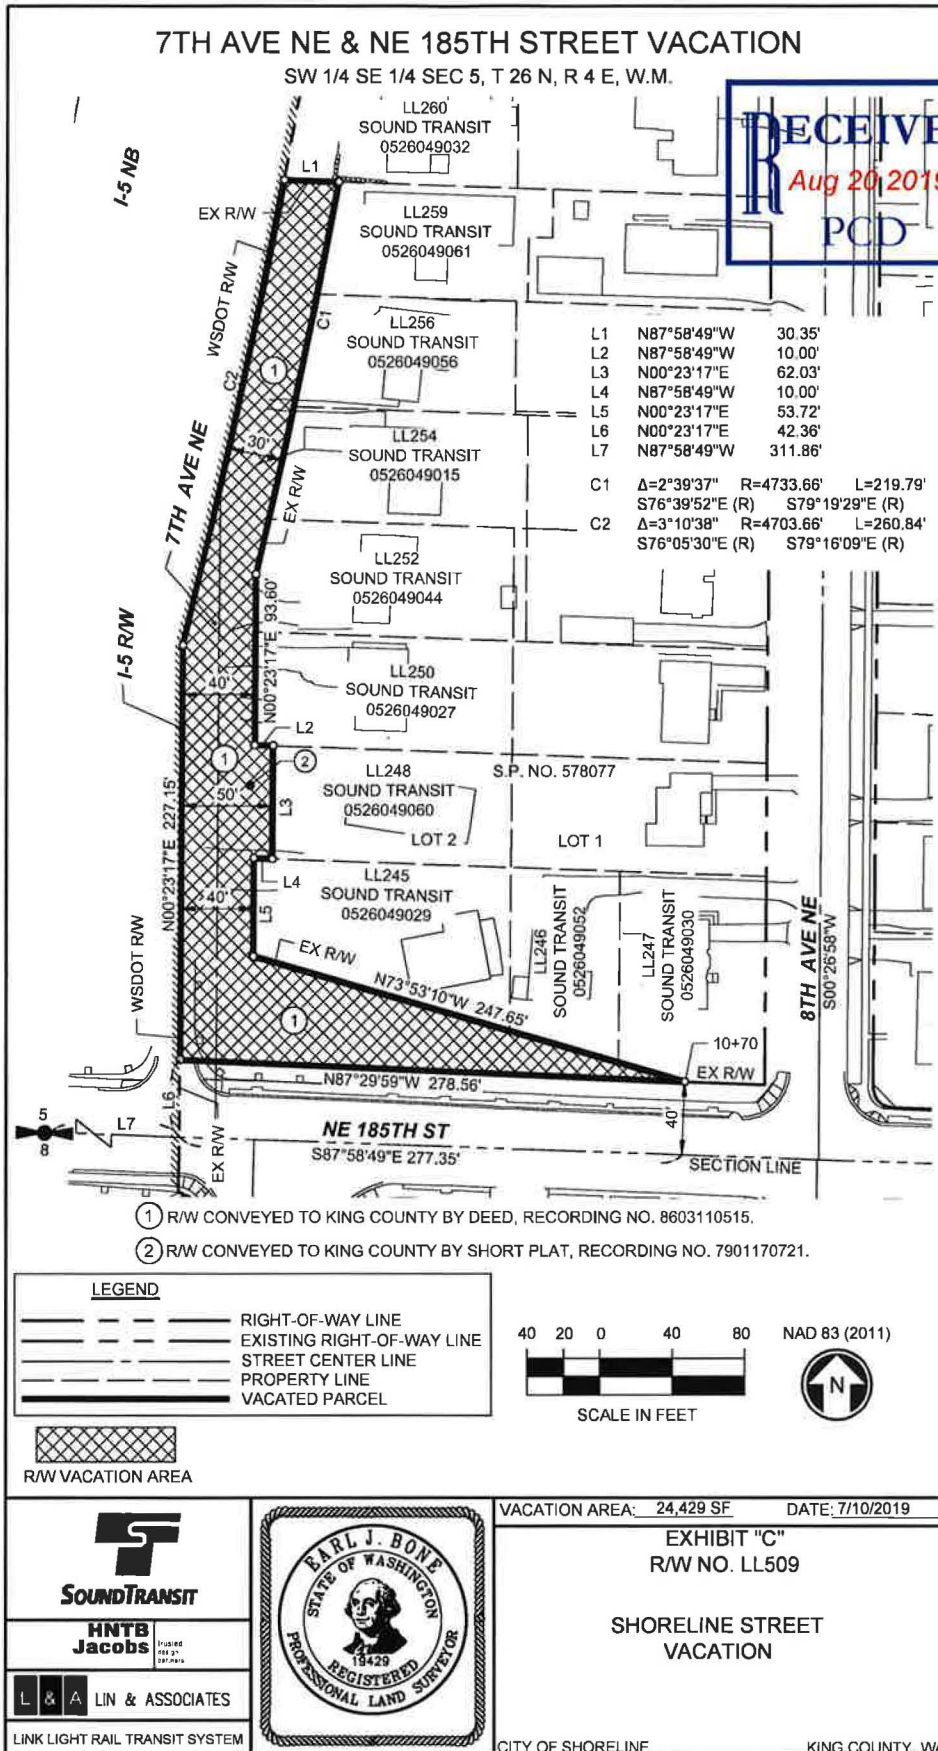 7TH AVE NE & NE 185TH STREET VACATION
SW 1/4 SE 1/4 SEC 5, T 26 N, R 4 E, W.M.
RECEIVE
Aug 20 2019
PCD
I-5 NB
LL260
SOUND TRANSIT
0526049032
L1
EX R/W
LL259
SOUND TRANSIT
0526049061
WSDOT R/W
C1
LL256
SOUND TRANSIT
0526049056
C2
1
L1 N87°58'49"W 30.35'
L2 N87°58'49"W 10.00'
L3 N00°23'17"E 62.03'
L4 N87°58'49"W 10.00'
L5 N00°23'17"E 53.72'
L6 N00°23'17"E 42.36'
L7 N87°58'49"W 311.86'
C1 Δ=2°39'37" R=4733.66' L=219.79'
S76°39'52"E (R) S79°19'29"E (R)
C2 Δ=3°10'38" R=4703.66' L=260.84'
S76°05'30"E (R) S79°16'09"E (R)
30'
LL254
SOUND TRANSIT
0526049015
7TH AVE NE
EX R/W
LL252
SOUND TRANSIT
0526049044
N00°23'17"E 93.60'
I-5 R/W
40'
LL250
SOUND TRANSIT
0526049027
L2
1
2
50'
LL248
SOUND TRANSIT
0526049060
S.P. NO. 578077
LOT 2
LOT 1
L3
N00°23'17"E 227.15'
L4
40'
L5
LL245
SOUND TRANSIT
0526049029
LL246
SOUND TRANSIT
0526049052
LL247
SOUND TRANSIT
0526049030
8TH AVE NE
S00°26'58"W
WSDOT R/W
EX R/W
N73°53'10"W 247.65'
1
10+70
EX R/W
N87°29'59"W 278.56'
L6
40'
5
8
L7
EX R/W
NE 185TH ST
S87°58'49"E 277.35'
SECTION LINE
1 R/W CONVEYED TO KING COUNTY BY DEED, RECORDING NO. 8603110515.
2 R/W CONVEYED TO KING COUNTY BY SHORT PLAT, RECORDING NO. 7901170721.
LEGEND
RIGHT-OF-WAY LINE
EXISTING RIGHT-OF-WAY LINE
STREET CENTER LINE
PROPERTY LINE
VACATED PARCEL
R/W VACATION AREA
40 20 0 40 80
SCALE IN FEET
NAD 83 (2011)
N
SOUNDTRANSIT
HNTB
Jacobs
L & A LIN & ASSOCIATES
LINK LIGHT RAIL TRANSIT SYSTEM
EARL J. BONE
STATE OF WASHINGTON
19429
REGISTERED
PROFESSIONAL LAND SURVEYOR
VACATION AREA: 24,429 SF DATE: 7/10/2019
EXHIBIT "C"
R/W NO. LL509
SHORELINE STREET
VACATION
CITY OF SHORELINE KING COUNTY, WA